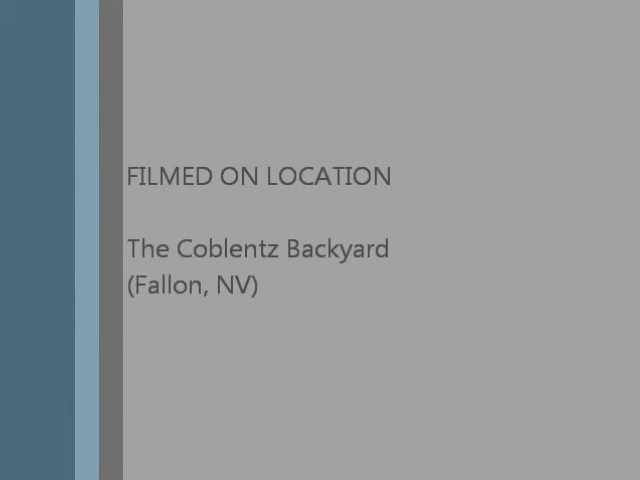 FILMED ON LOCATION
The Coblentz Backyard
(Fallon, NV)